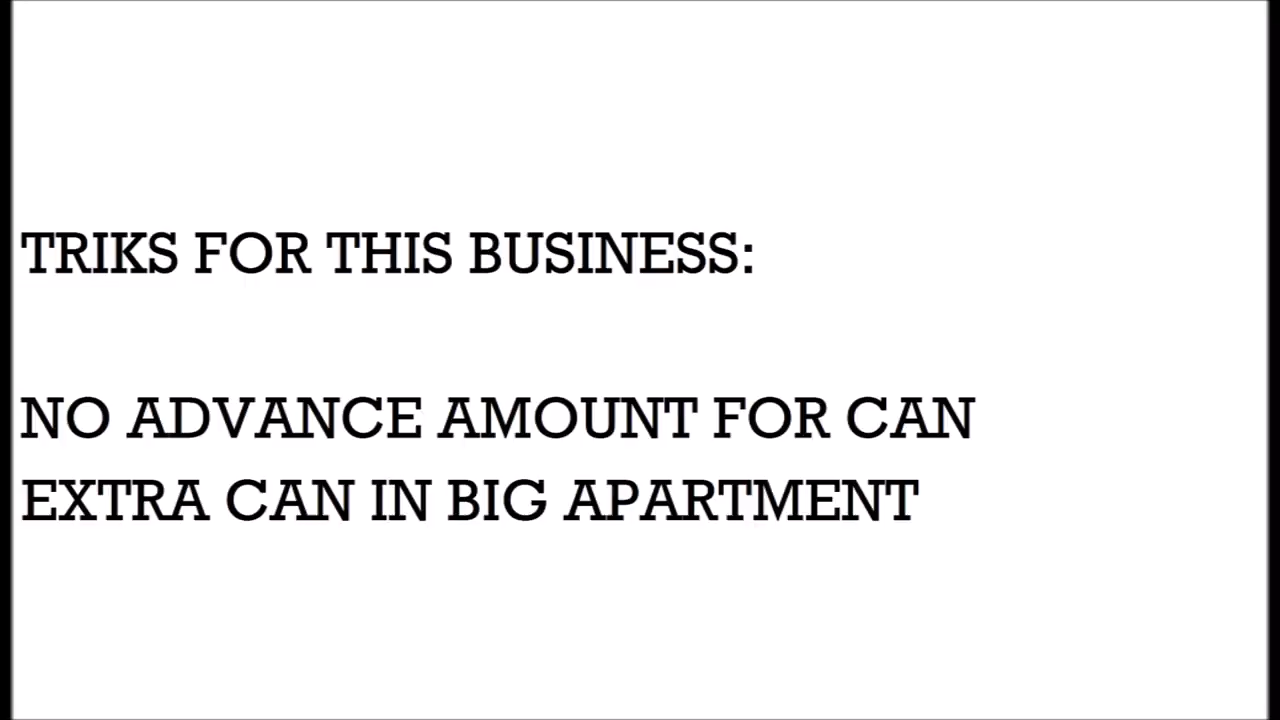 TRIKS FOR THIS BUSINESS:
NO ADVANCE AMOUNT FOR CAN
EXTRA CAN IN BIG APARTMENT